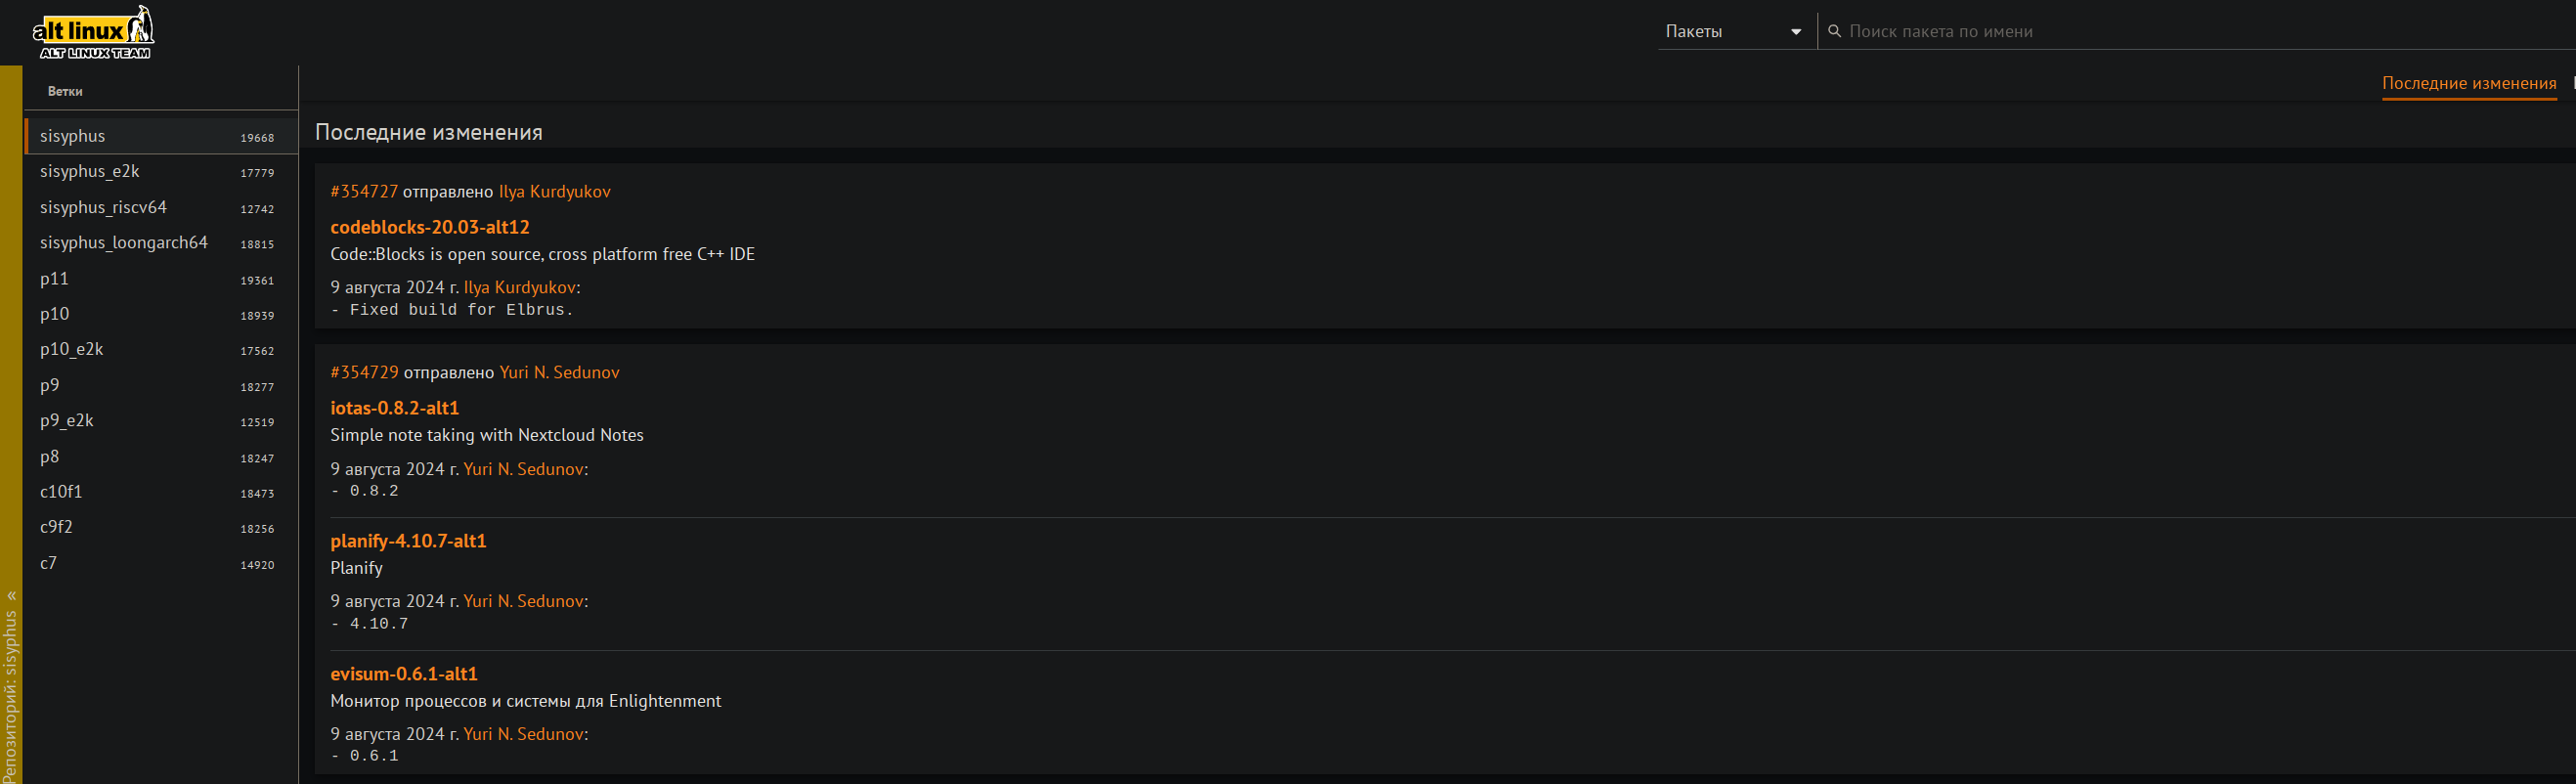 alt linux
ALT LINUX TEAM
Пакеты
Поиск пакета по имени
Последние изменения
Ветки
sisyphus 19668
sisyphus_e2k 17779
sisyphus_riscv64 12742
sisyphus_loongarch64 18815
p11 19361
p10 18939
p10_e2k 17562
p9 18277
p9_e2k 12519
p8 18247
c10f1 18473
c9f2 18256
c7 14920
Репозиторий: sisyphus »
Последние изменения
#354727 отправлено Ilya Kurdyukov
codeblocks-20.03-alt12
Code::Blocks is open source, cross platform free C++ IDE
9 августа 2024 г. Ilya Kurdyukov:
- Fixed build for Elbrus.
#354729 отправлено Yuri N. Sedunov
iotas-0.8.2-alt1
Simple note taking with Nextcloud Notes
9 августа 2024 г. Yuri N. Sedunov:
- 0.8.2
planify-4.10.7-alt1
Planify
9 августа 2024 г. Yuri N. Sedunov:
- 4.10.7
evisum-0.6.1-alt1
Монитор процессов и системы для Enlightenment
9 августа 2024 г. Yuri N. Sedunov:
- 0.6.1